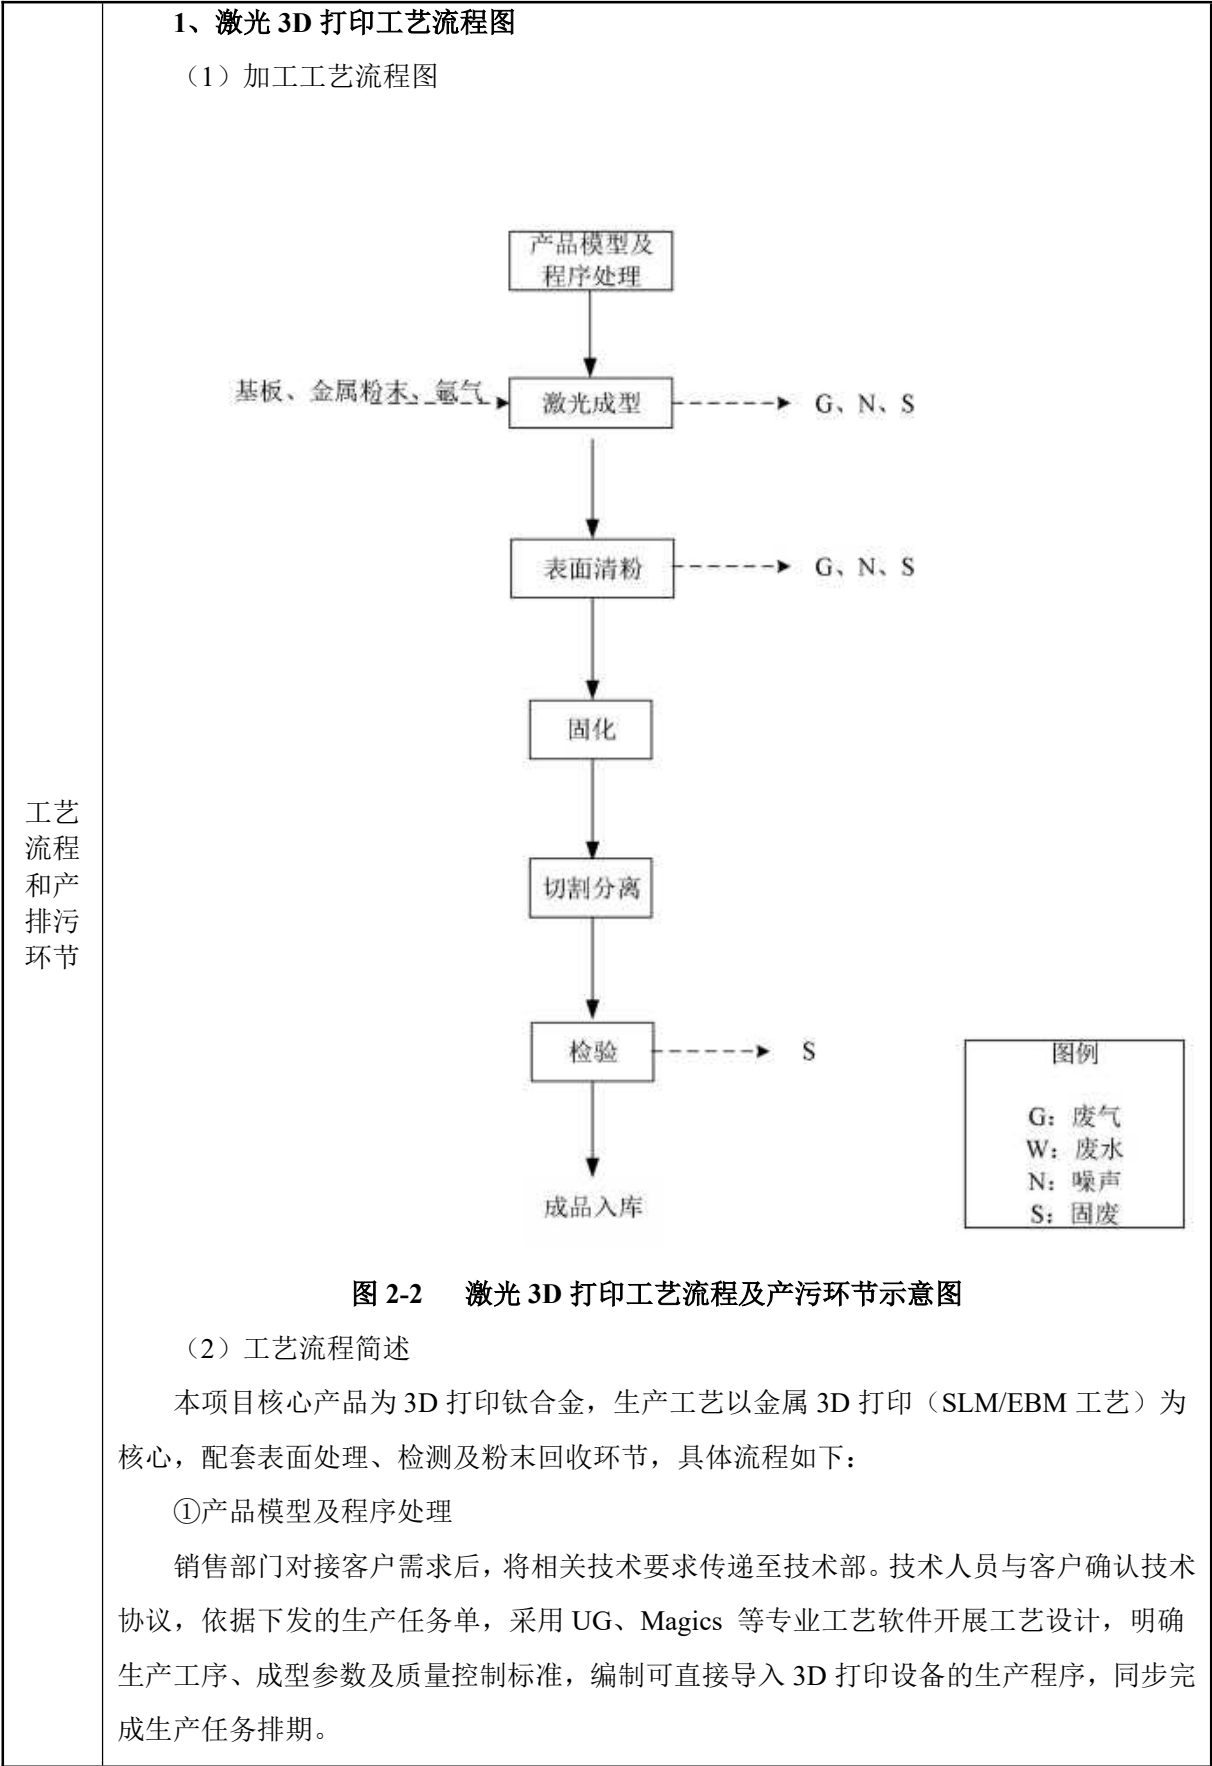 1、激光 3D 打印工艺流程图
（1）加工工艺流程图
产品模型及
程序处理
基板、金属粉末、氩气
激光成型
G、N、S
表面清粉
G、N、S
固化
切割分离
检验
S
成品入库
图例
G：废气
W：废水
N：噪声
S：固废
工艺
流程
和产
排污
环节
图 2-2 激光 3D 打印工艺流程及产污环节示意图
（2）工艺流程简述
本项目核心产品为 3D 打印钛合金，生产工艺以金属 3D 打印（SLM/EBM 工艺）为
核心，配套表面处理、检测及粉末回收环节，具体流程如下：
①产品模型及程序处理
销售部门对接客户需求后，将相关技术要求传递至技术部。技术人员与客户确认技术
协议，依据下发的生产任务单，采用 UG、Magics 等专业工艺软件开展工艺设计，明确
生产工序、成型参数及质量控制标准，编制可直接导入 3D 打印设备的生产程序，同步完
成生产任务排期。